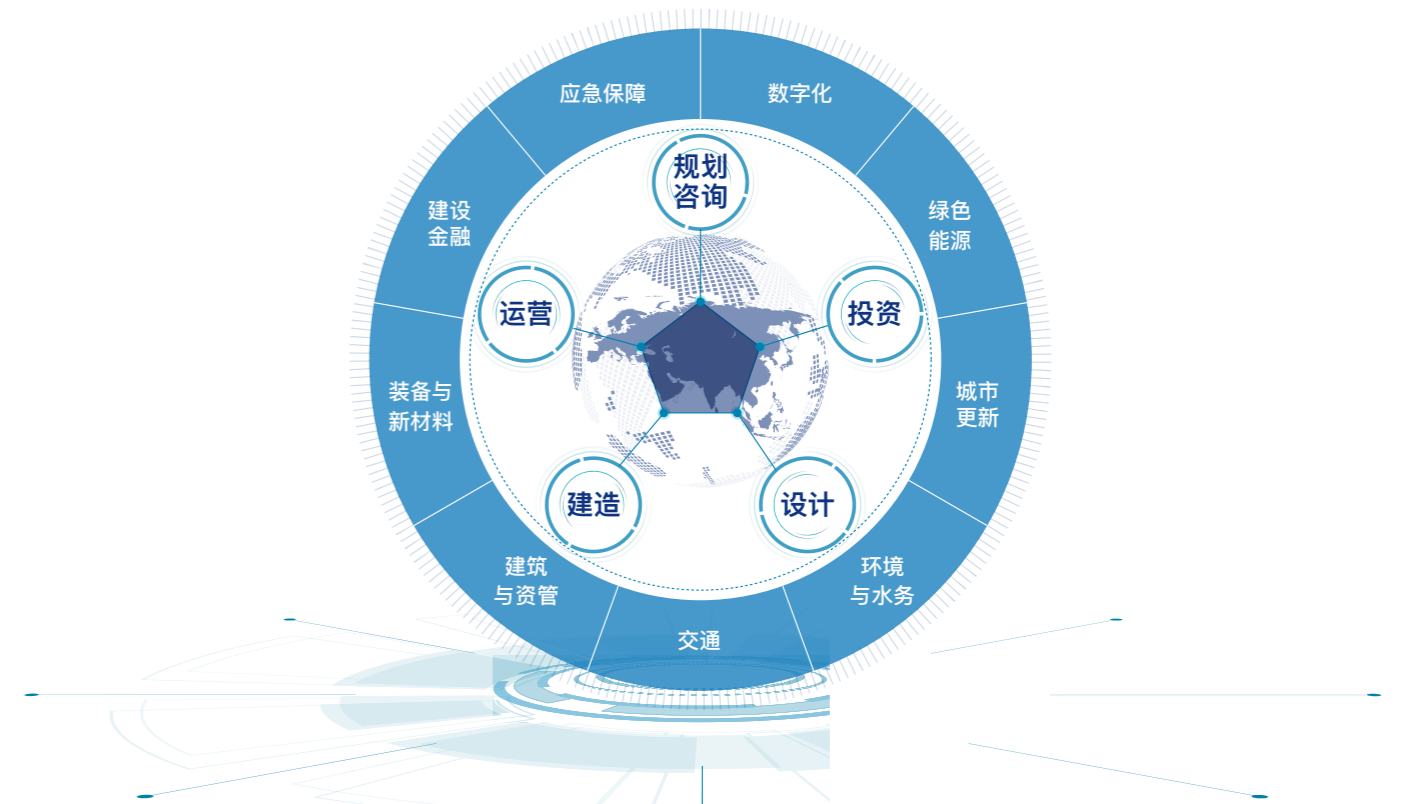 应急保障
数字化
建设
金融
绿色
能源
装备与
新材料
城市
更新
建筑
与资管
环境
与水务
交通
规划
咨询
运营
投资
建造
设计